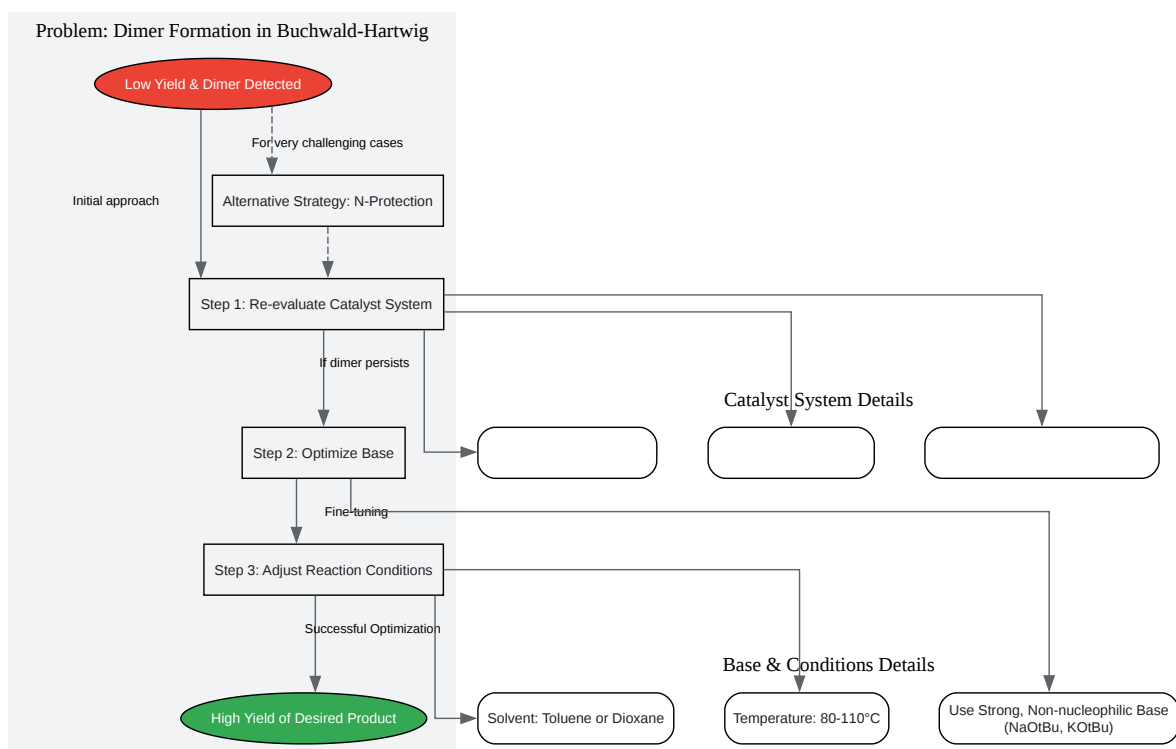 Problem: Dimer Formation in Buchwald-Hartwig
Low Yield & Dimer Detected
For very challenging cases
Initial approach
Alternative Strategy: N-Protection
Step 1: Re-evaluate Catalyst System
If dimer persists
Catalyst System Details
Step 2: Optimize Base
Fine-tuning
Step 3: Adjust Reaction Conditions
Successful Optimization
Base & Conditions Details
High Yield of Desired Product
Solvent: Toluene or Dioxane
Temperature: 80-110°C
Use Strong, Non-nucleophilic Base
(NaOtBu, KOtBu)